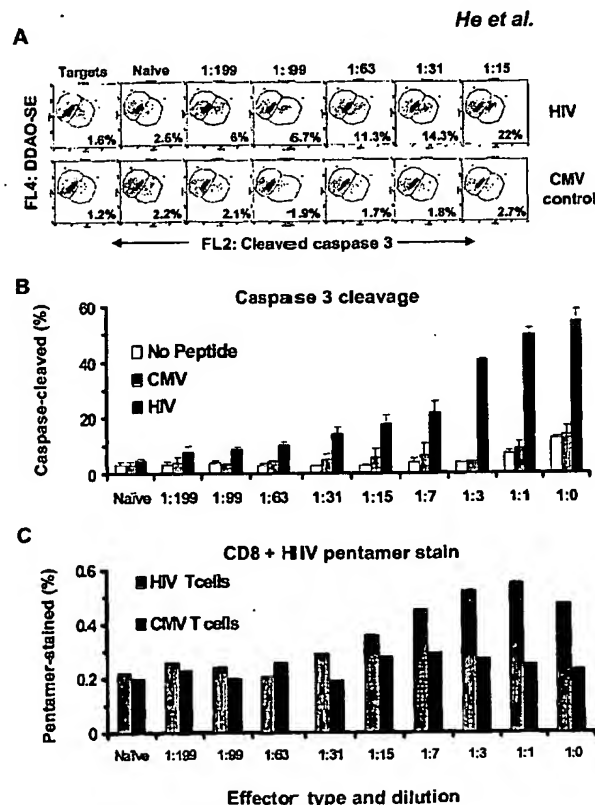 He et al.
A
Targets Naive 1:199 1:99 1:63 1:31 1:15
FL4: DDAO-SE
1.6% 2.6% 6% 6.7% 11.3% 14.3% 22%
HIV
1.2% 2.2% 2.1% 1.9% 1.7% 1.8% 2.7%
CMV control
FL2: Cleaved caspase 3
B
Caspase 3 cleavage
Caspase-cleaved (%)
60
40
20
0
No Peptide
CMV
HIV
Naïve 1:199 1:99 1:63 1:31 1:15 1:7 1:3 1:1 1:0
C
CD8 + HIV pentamer stain
Pentamer-stained (%)
0.6
0.4
0.2
0
HIV Tcells
CMV T cells
Naïve 1:199 1:99 1:63 1:31 1:15 1:7 1:3 1:1 1:0
Effector type and dilution